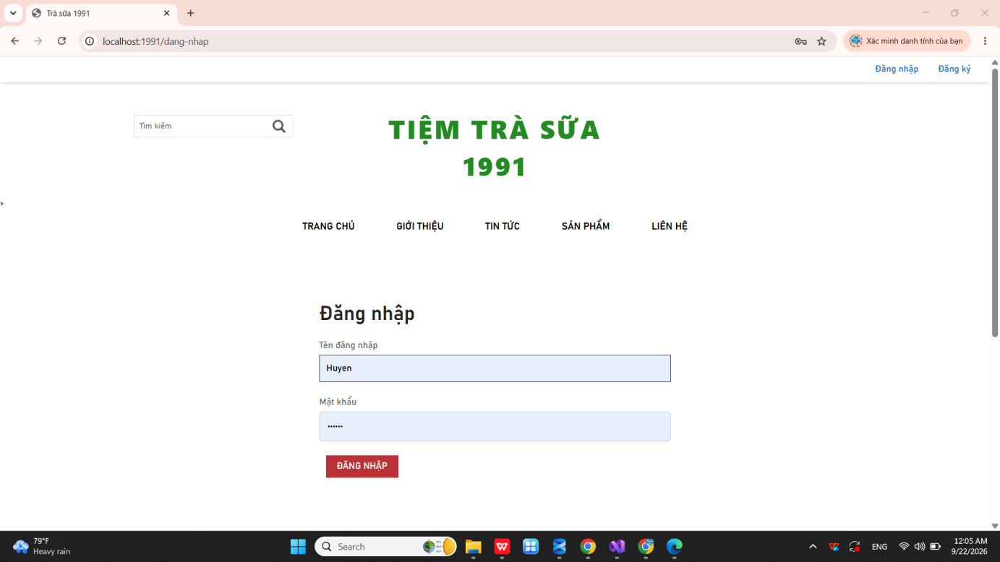 Trà sữa 1991
localhost:1991/dang-nhap
Xác minh danh tính của bạn
Đăng nhập
Đăng ký
Tìm kiếm
TIỆM TRÀ SỮA
1991
>
TRANG CHỦ
GIỚI THIỆU
TIN TỨC
SẢN PHẨM
LIÊN HỆ
Đăng nhập
Tên đăng nhập
Huyen
Mật khẩu
••••••
ĐĂNG NHẬP
79°F
Heavy rain
Search
ENG
12:05 AM
9/22/2026